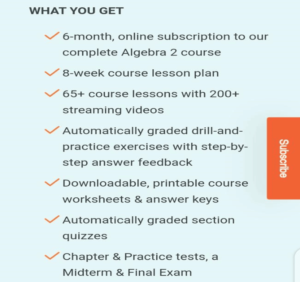 WHAT YOU GET
6-month, online subscription to our
complete Algebra 2 course
8-week course lesson plan
65+ course lessons with 200+
streaming videos
Automatically graded drill-and-
practice exercises with step-by-
step answer feedback
Downloadable, printable course
worksheets & answer keys
Automatically graded section
quizzes
Chapter & Practice tests, a
Midterm & Final Exam
Subscribe